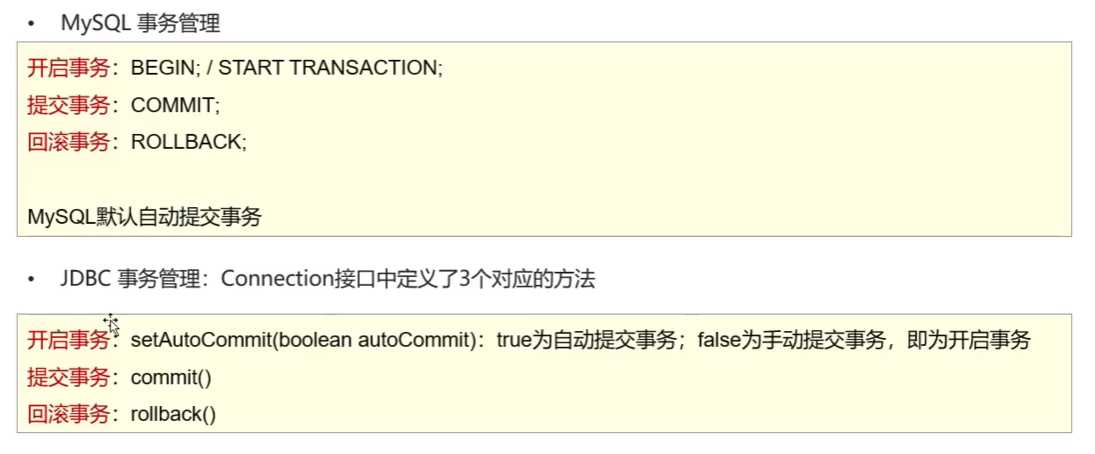 • MySQL 事务管理
开启事务：BEGIN; / START TRANSACTION;
提交事务：COMMIT;
回滚事务：ROLLBACK;
MySQL默认自动提交事务
• JDBC 事务管理：Connection接口中定义了3个对应的方法
开启事务：setAutoCommit(boolean autoCommit)：true为自动提交事务；false为手动提交事务，即为开启事务
提交事务：commit()
回滚事务：rollback()